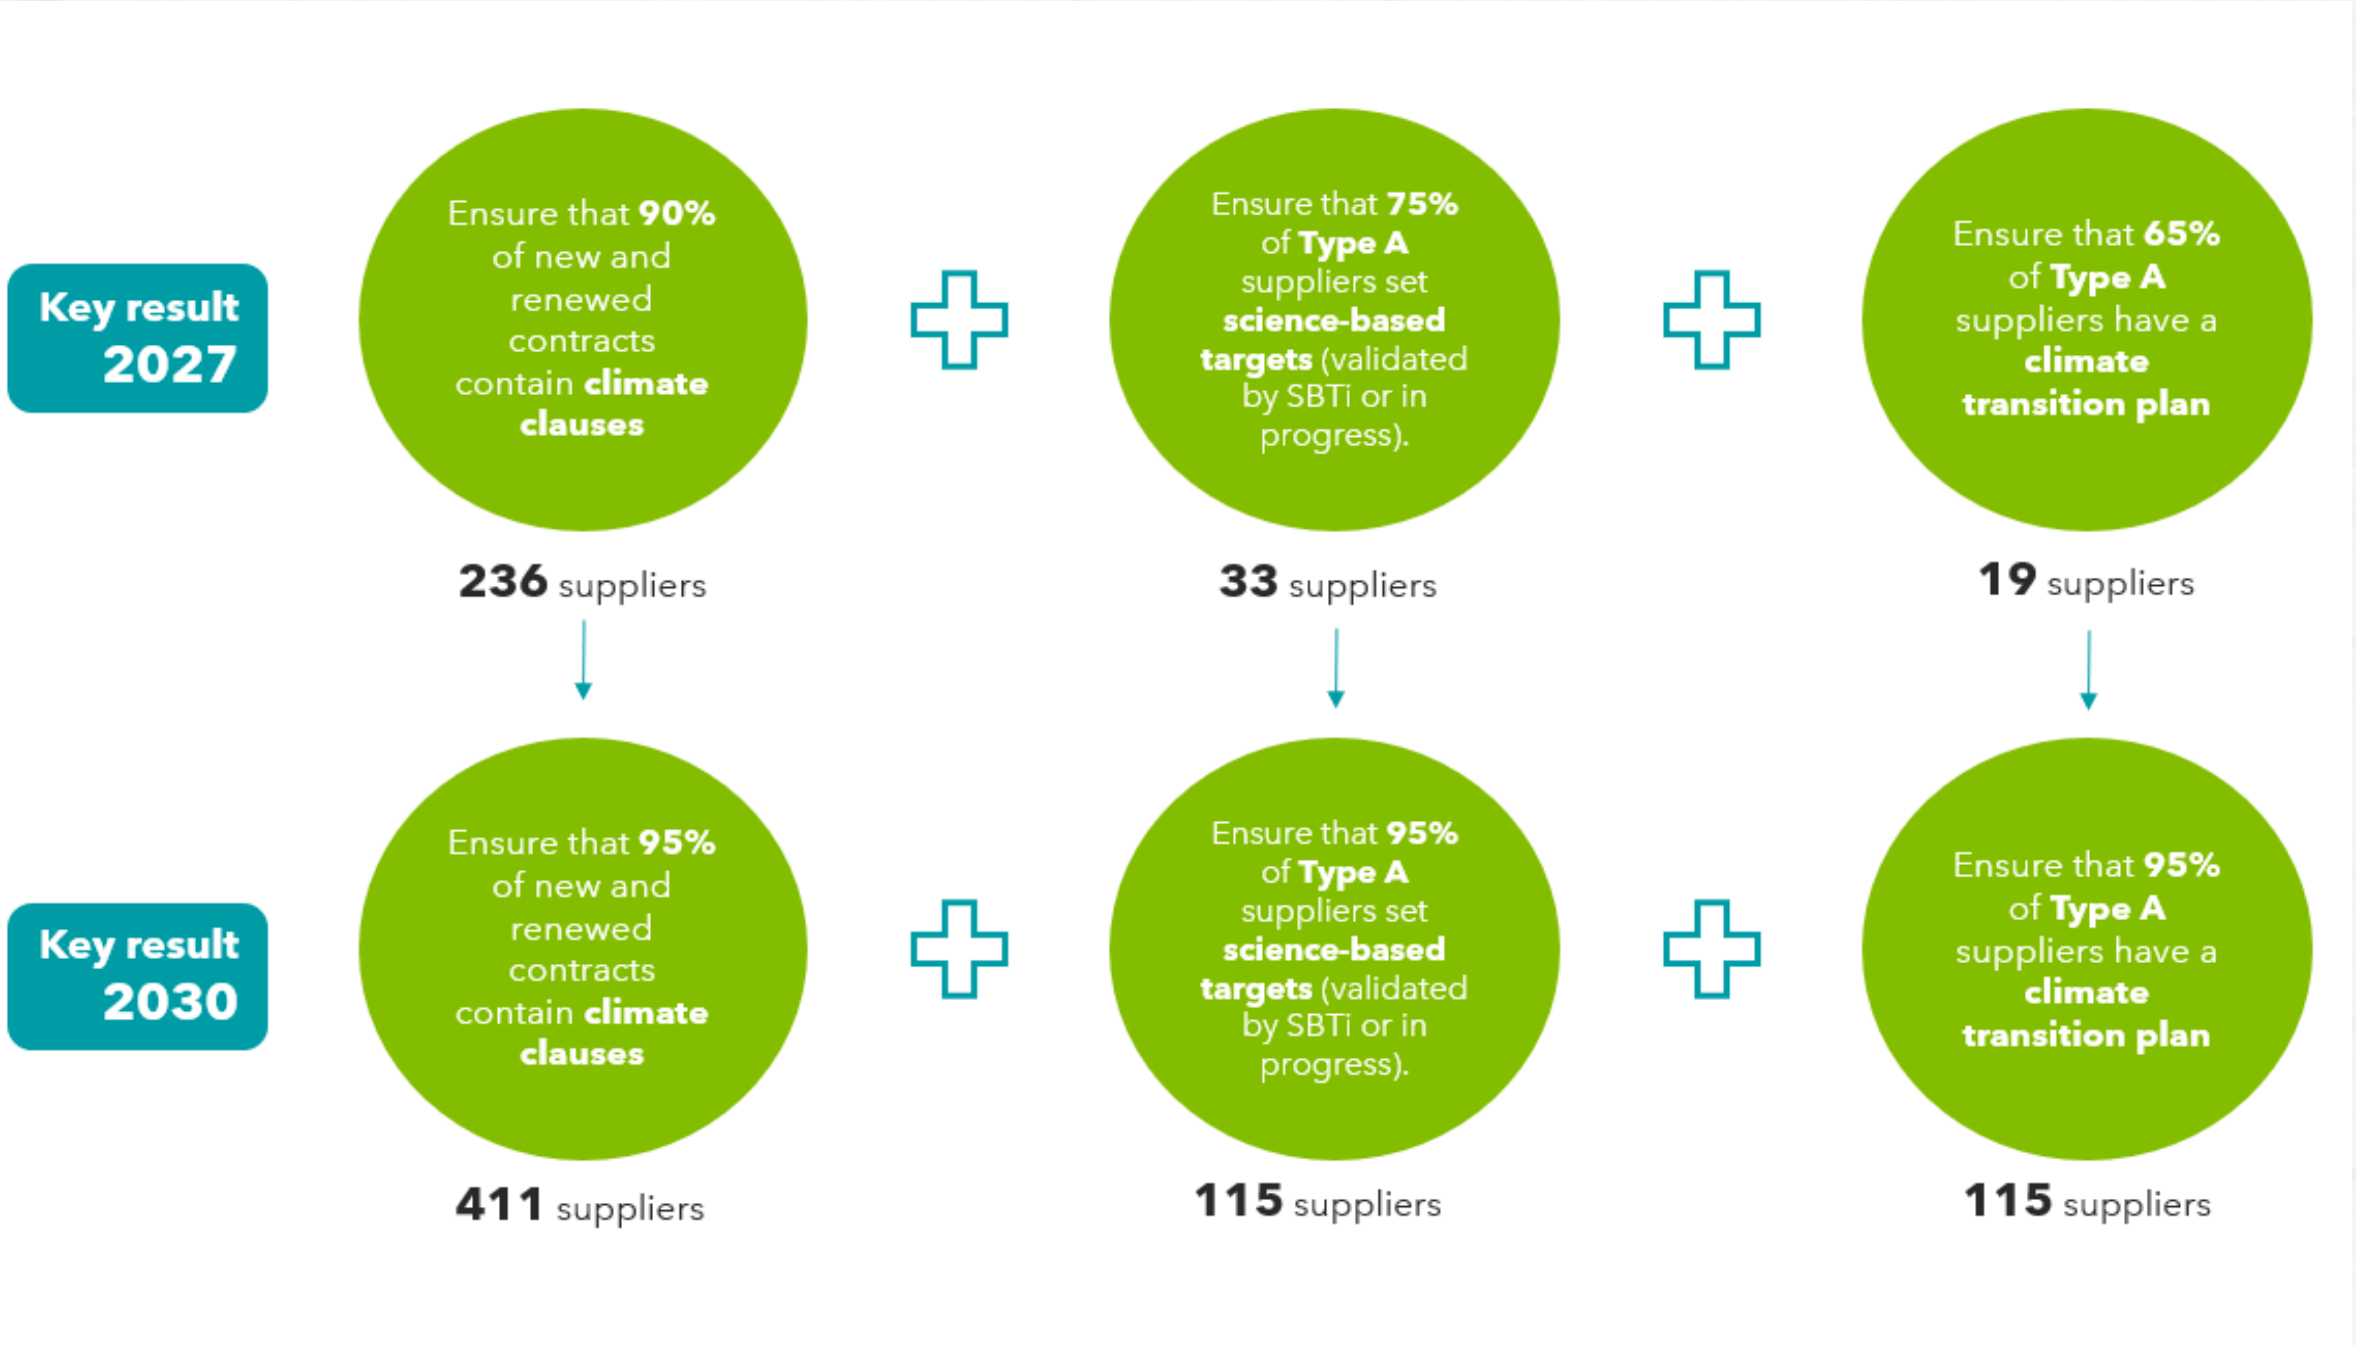 Key result
2027
Ensure that 90%
of new and
renewed
contracts
contain climate
clauses
236 suppliers
Ensure that 75%
of Type A
suppliers set
science-based
targets (validated
by SBTi or in
progress).
33 suppliers
Ensure that 65%
of Type A
suppliers have a
climate
transition plan
19 suppliers
Key result
2030
Ensure that 95%
of new and
renewed
contracts
contain climate
clauses
411 suppliers
Ensure that 95%
of Type A
suppliers set
science-based
targets (validated
by SBTi or in
progress).
115 suppliers
Ensure that 95%
of Type A
suppliers have a
climate
transition plan
115 suppliers